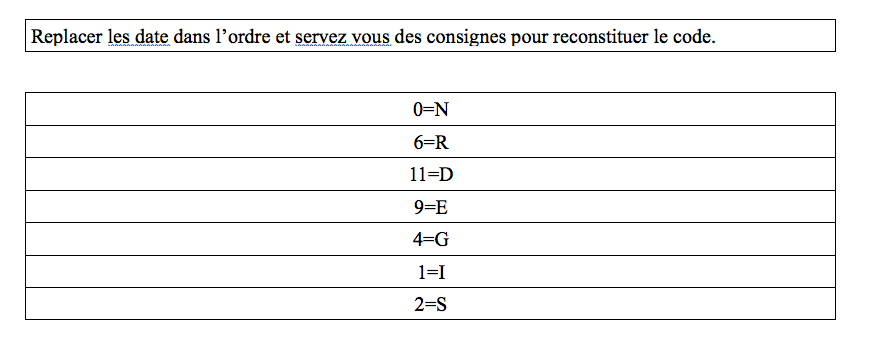 Replacer les date dans l’ordre et servez vous des consignes pour reconstituer le code.
0=N
6=R
11=D
9=E
4=G
1=I
2=S